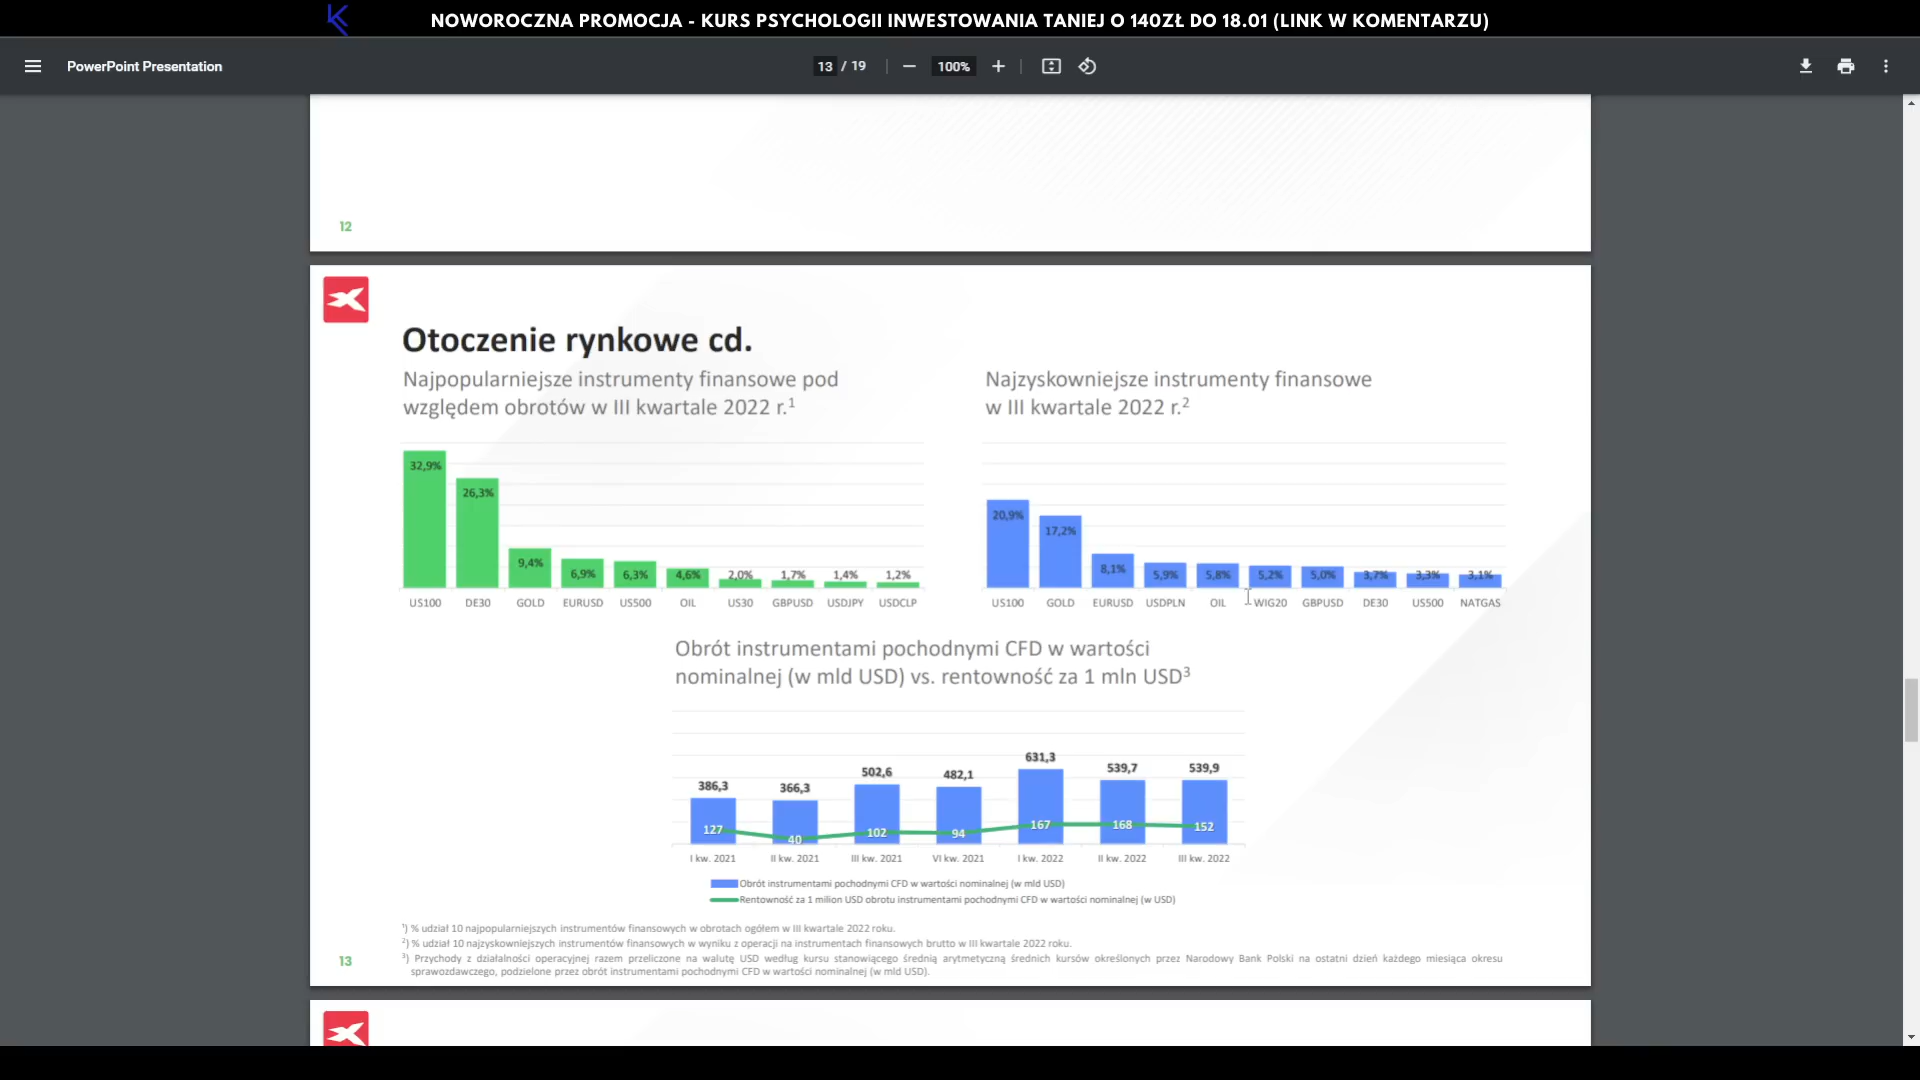 NOWOROCZNA PROMOCJA - KURS PSYCHOLOGII INWESTOWANIA TANIEJ O 140ZŁ DO 18.01 (LINK W KOMENTARZU)
PowerPoint Presentation
13 / 19
100%
12
Otoczenie rynkowe cd.
Najpopularniejsze instrumenty finansowe pod
względem obrotów w III kwartale 2022 r.1
32,9% 26,3% 9,4% 6,9% 6,3% 4,6% 2,0% 1,7% 1,4% 1,2%
US100 DE30 GOLD EURUSD US500 OIL US30 GBPUSD USDJPY USDCLP
Najzyskowniejsze instrumenty finansowe
w III kwartale 2022 r.2
20,9% 17,2% 8,1% 5,9% 5,8% 5,2% 5,0% 3,7% 3,3% 3,1%
US100 GOLD EURUSD USDPLN OIL WIG20 GBPUSD DE30 US500 NATGAS
Obrót instrumentami pochodnymi CFD w wartości
nominalnej (w mld USD) vs. rentowność za 1 mln USD3
386,3 366,3 502,6 482,1 631,3 539,7 539,9
127 40 102 94 167 168 152
I kw. 2021 II kw. 2021 III kw. 2021 VI kw. 2021 I kw. 2022 II kw. 2022 III kw. 2022
Obrót instrumentami pochodnymi CFD w wartości nominalnej (w mld USD)
Rentowność za 1 milion USD obrotu instrumentami pochodnymi CFD w wartości nominalnej (w USD)
1) % udział 10 najpopularniejszych instrumentów finansowych w obrotach ogółem w III kwartale 2022 roku.
2) % udział 10 najzyskowniejszych instrumentów finansowych w wyniku z operacji na instrumentach finansowych brutto w III kwartale 2022 roku.
3) Przychody z działalności operacyjnej razem przeliczone na walutę USD według kursu stanowiącego średnią arytmetyczną średnich kursów określonych przez Narodowy Bank Polski na ostatni dzień każdego miesiąca okresu
sprawozdawczego, podzielone przez obrót instrumentami pochodnymi CFD w wartości nominalnej (w mld USD).
13